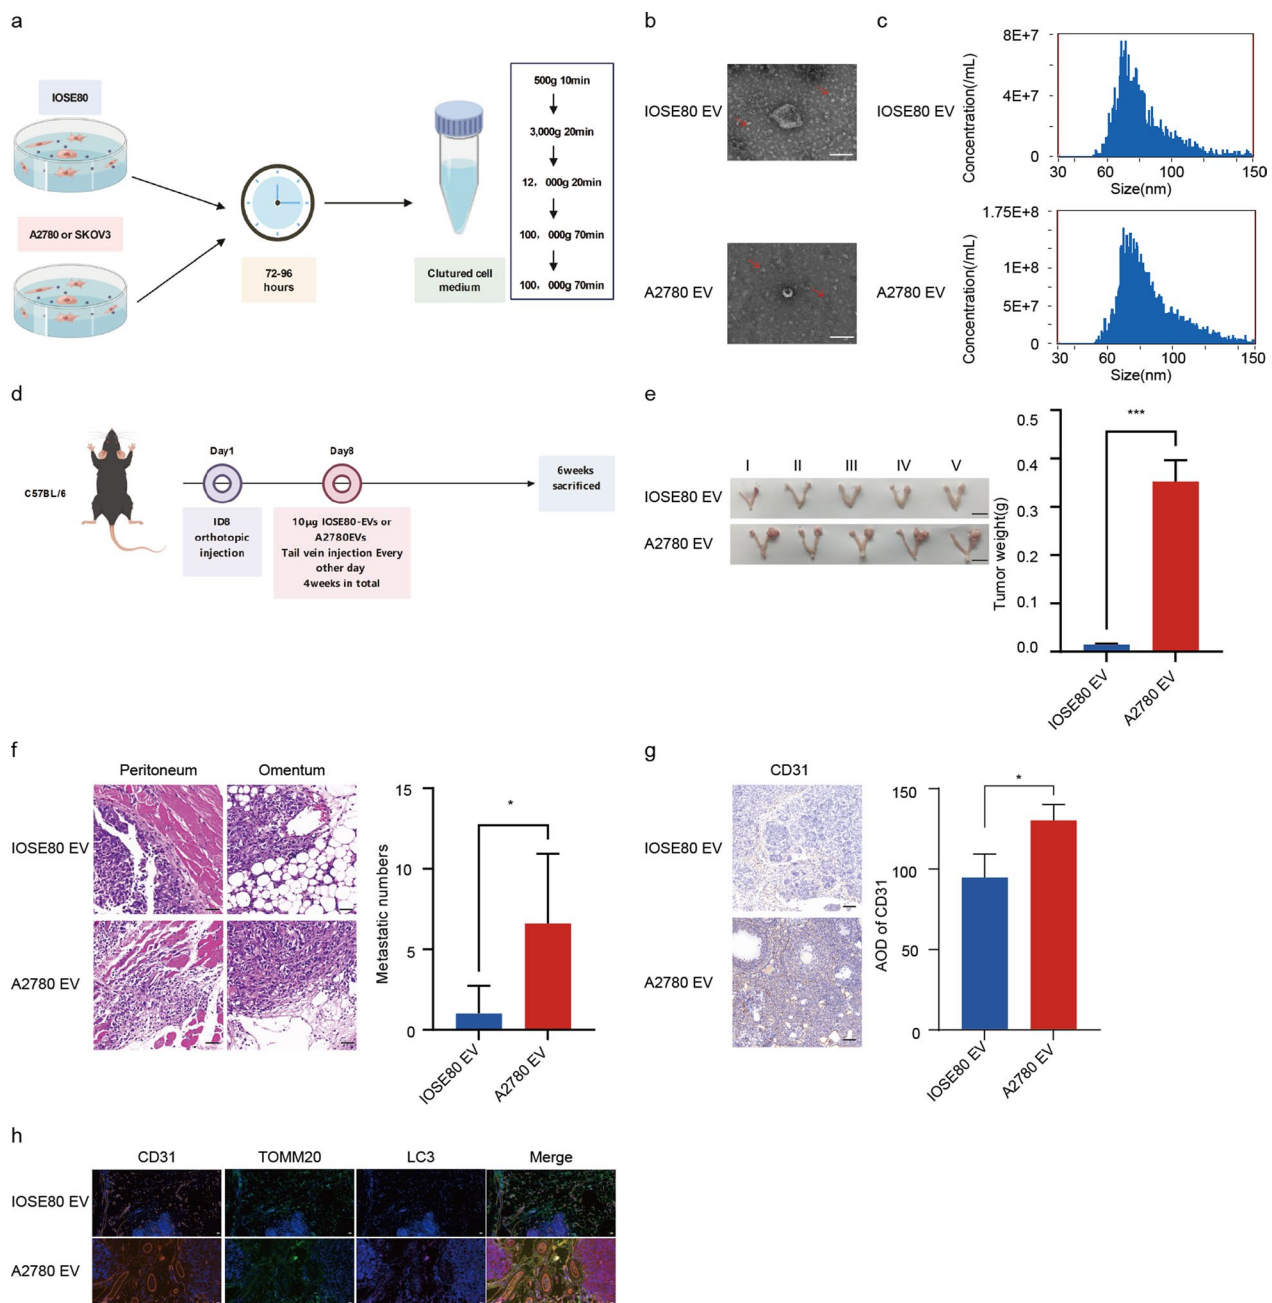 a
IOSE80
A2780 or SKOV3
72-96
hours
Clutured cell
medium
500g 10min
3,000g 20min
12，000g 20min
100，000g 70min
100，000g 70min
b
IOSE80 EV
A2780 EV
c
IOSE80 EV
Concentration(/mL)
8E+7
4E+7
0
30 60 100 150
Size(nm)
A2780 EV
Concentration(/mL)
1.75E+8
1E+8
5E+7
0
30 60 100 150
Size(nm)
d
C57BL/6
Day1
ID8
orthotopic
injection
Day8
10μg IOSE80-EVs or
A2780EVs
Tail vein injection Every
other day
4weeks in total
6weeks
sacrificed
e
I II III IV V
IOSE80 EV
A2780 EV
Tumor weight(g)
0.5
0.4
0.3
0.2
0.1
0.0
***
IOSE80 EV
A2780 EV
f
Peritoneum Omentum
IOSE80 EV
A2780 EV
Metastatic numbers
15
10
5
0
*
IOSE80 EV
A2780 EV
g
CD31
IOSE80 EV
A2780 EV
AOD of CD31
150
100
50
0
*
IOSE80 EV
A2780 EV
h
CD31 TOMM20 LC3 Merge
IOSE80 EV
A2780 EV